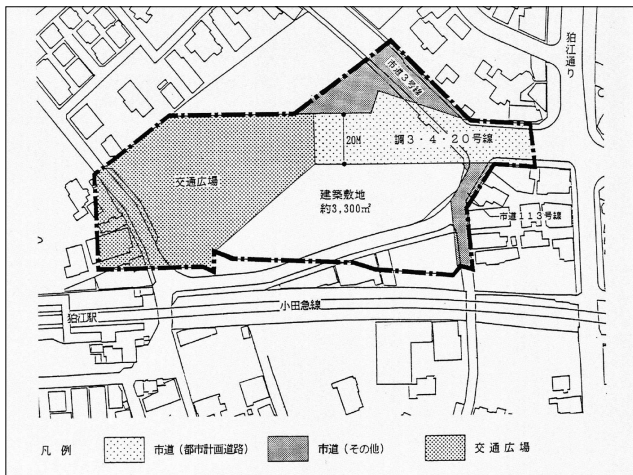 狛江通り
市道3号線
20M
調3・4・20号線
交通広場
建築敷地
約3,300㎡
市道113号線
小田急線
狛江駅
凡例
市道(都市計画道路)
市道(その他)
交通広場